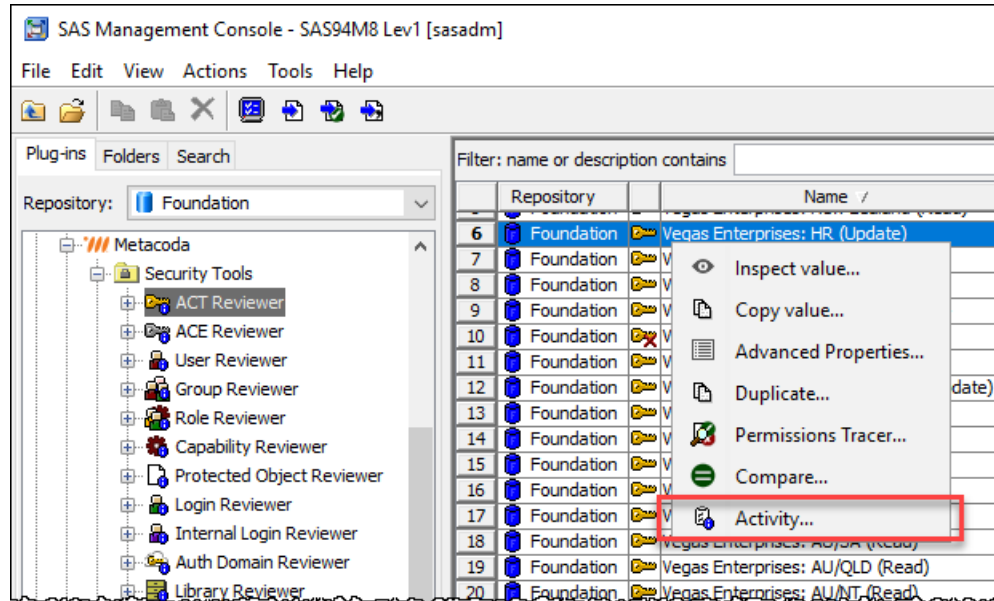 SAS Management Console - SAS94M8 Lev1 [sasadm]
File Edit View Actions Tools Help
Plug-ins Folders Search
Repository: Foundation
Metacoda
Security Tools
ACT Reviewer
ACE Reviewer
User Reviewer
Group Reviewer
Role Reviewer
Capability Reviewer
Protected Object Reviewer
Login Reviewer
Internal Login Reviewer
Auth Domain Reviewer
Library Reviewer
Filter: name or description contains
Repository Name
6 Foundation Vegas Enterprises: HR (Update)
7 Foundation V
8 Foundation V
9 Foundation V
10 Foundation V
11 Foundation V
12 Foundation V date)
13 Foundation V
14 Foundation V
15 Foundation V
16 Foundation V
17 Foundation V
18 Foundation Vegas Enterprises: AU/SA (Read)
19 Foundation Vegas Enterprises: AU/QLD (Read)
20 Foundation Vegas Enterprises: AU/NT (Read)
Inspect value...
Copy value...
Advanced Properties...
Duplicate...
Permissions Tracer...
Compare...
Activity...